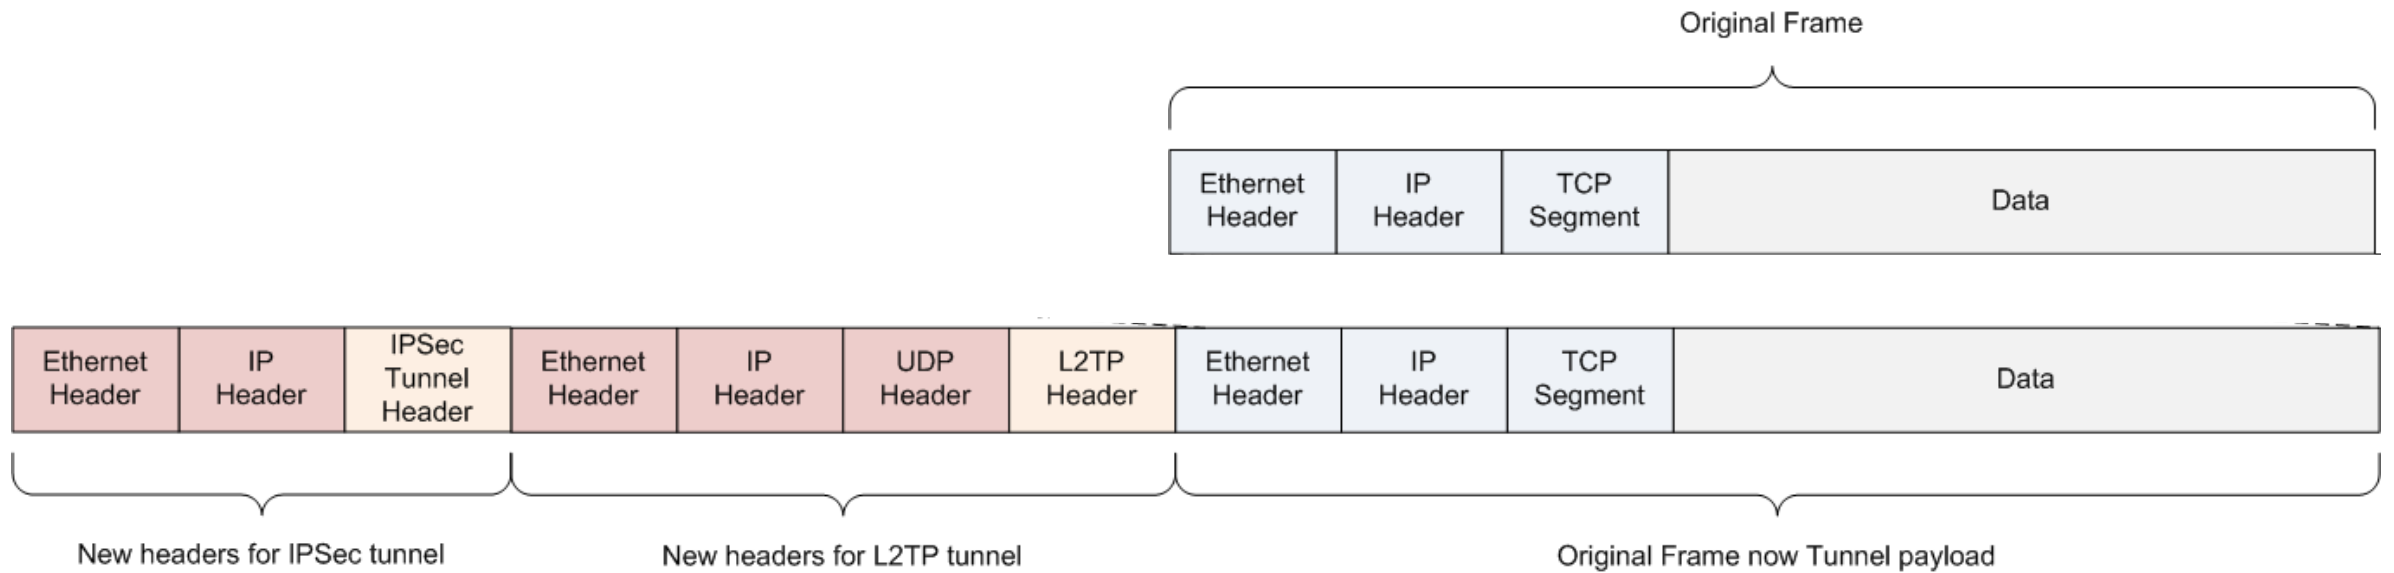 Original Frame
Ethernet
Header
IP
Header
TCP
Segment
Data
Ethernet
Header
IP
Header
IPSec
Tunnel
Header
Ethernet
Header
IP
Header
UDP
Header
L2TP
Header
Ethernet
Header
IP
Header
TCP
Segment
Data
New headers for IPSec tunnel
New headers for L2TP tunnel
Original Frame now Tunnel payload